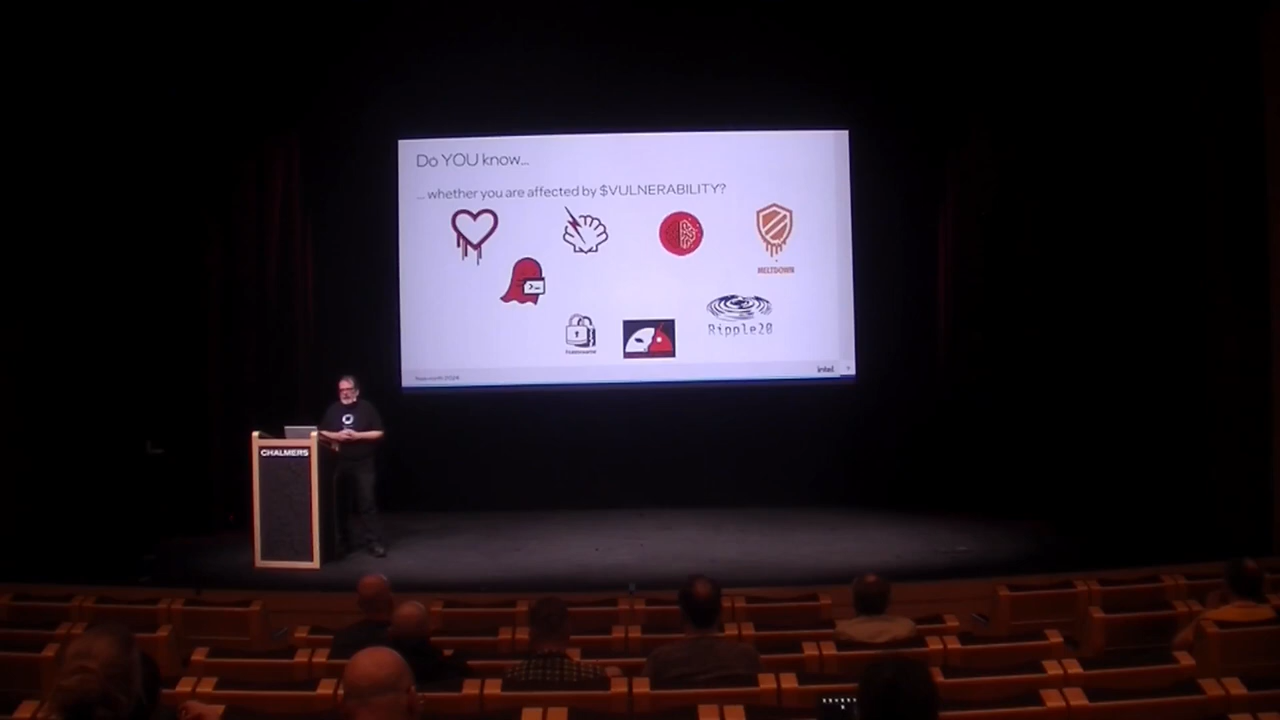 Do YOU know...
... whether you are affected by $VULNERABILITY?
MELTDOWN
>_
Ripple20
intel.
CHALMERS